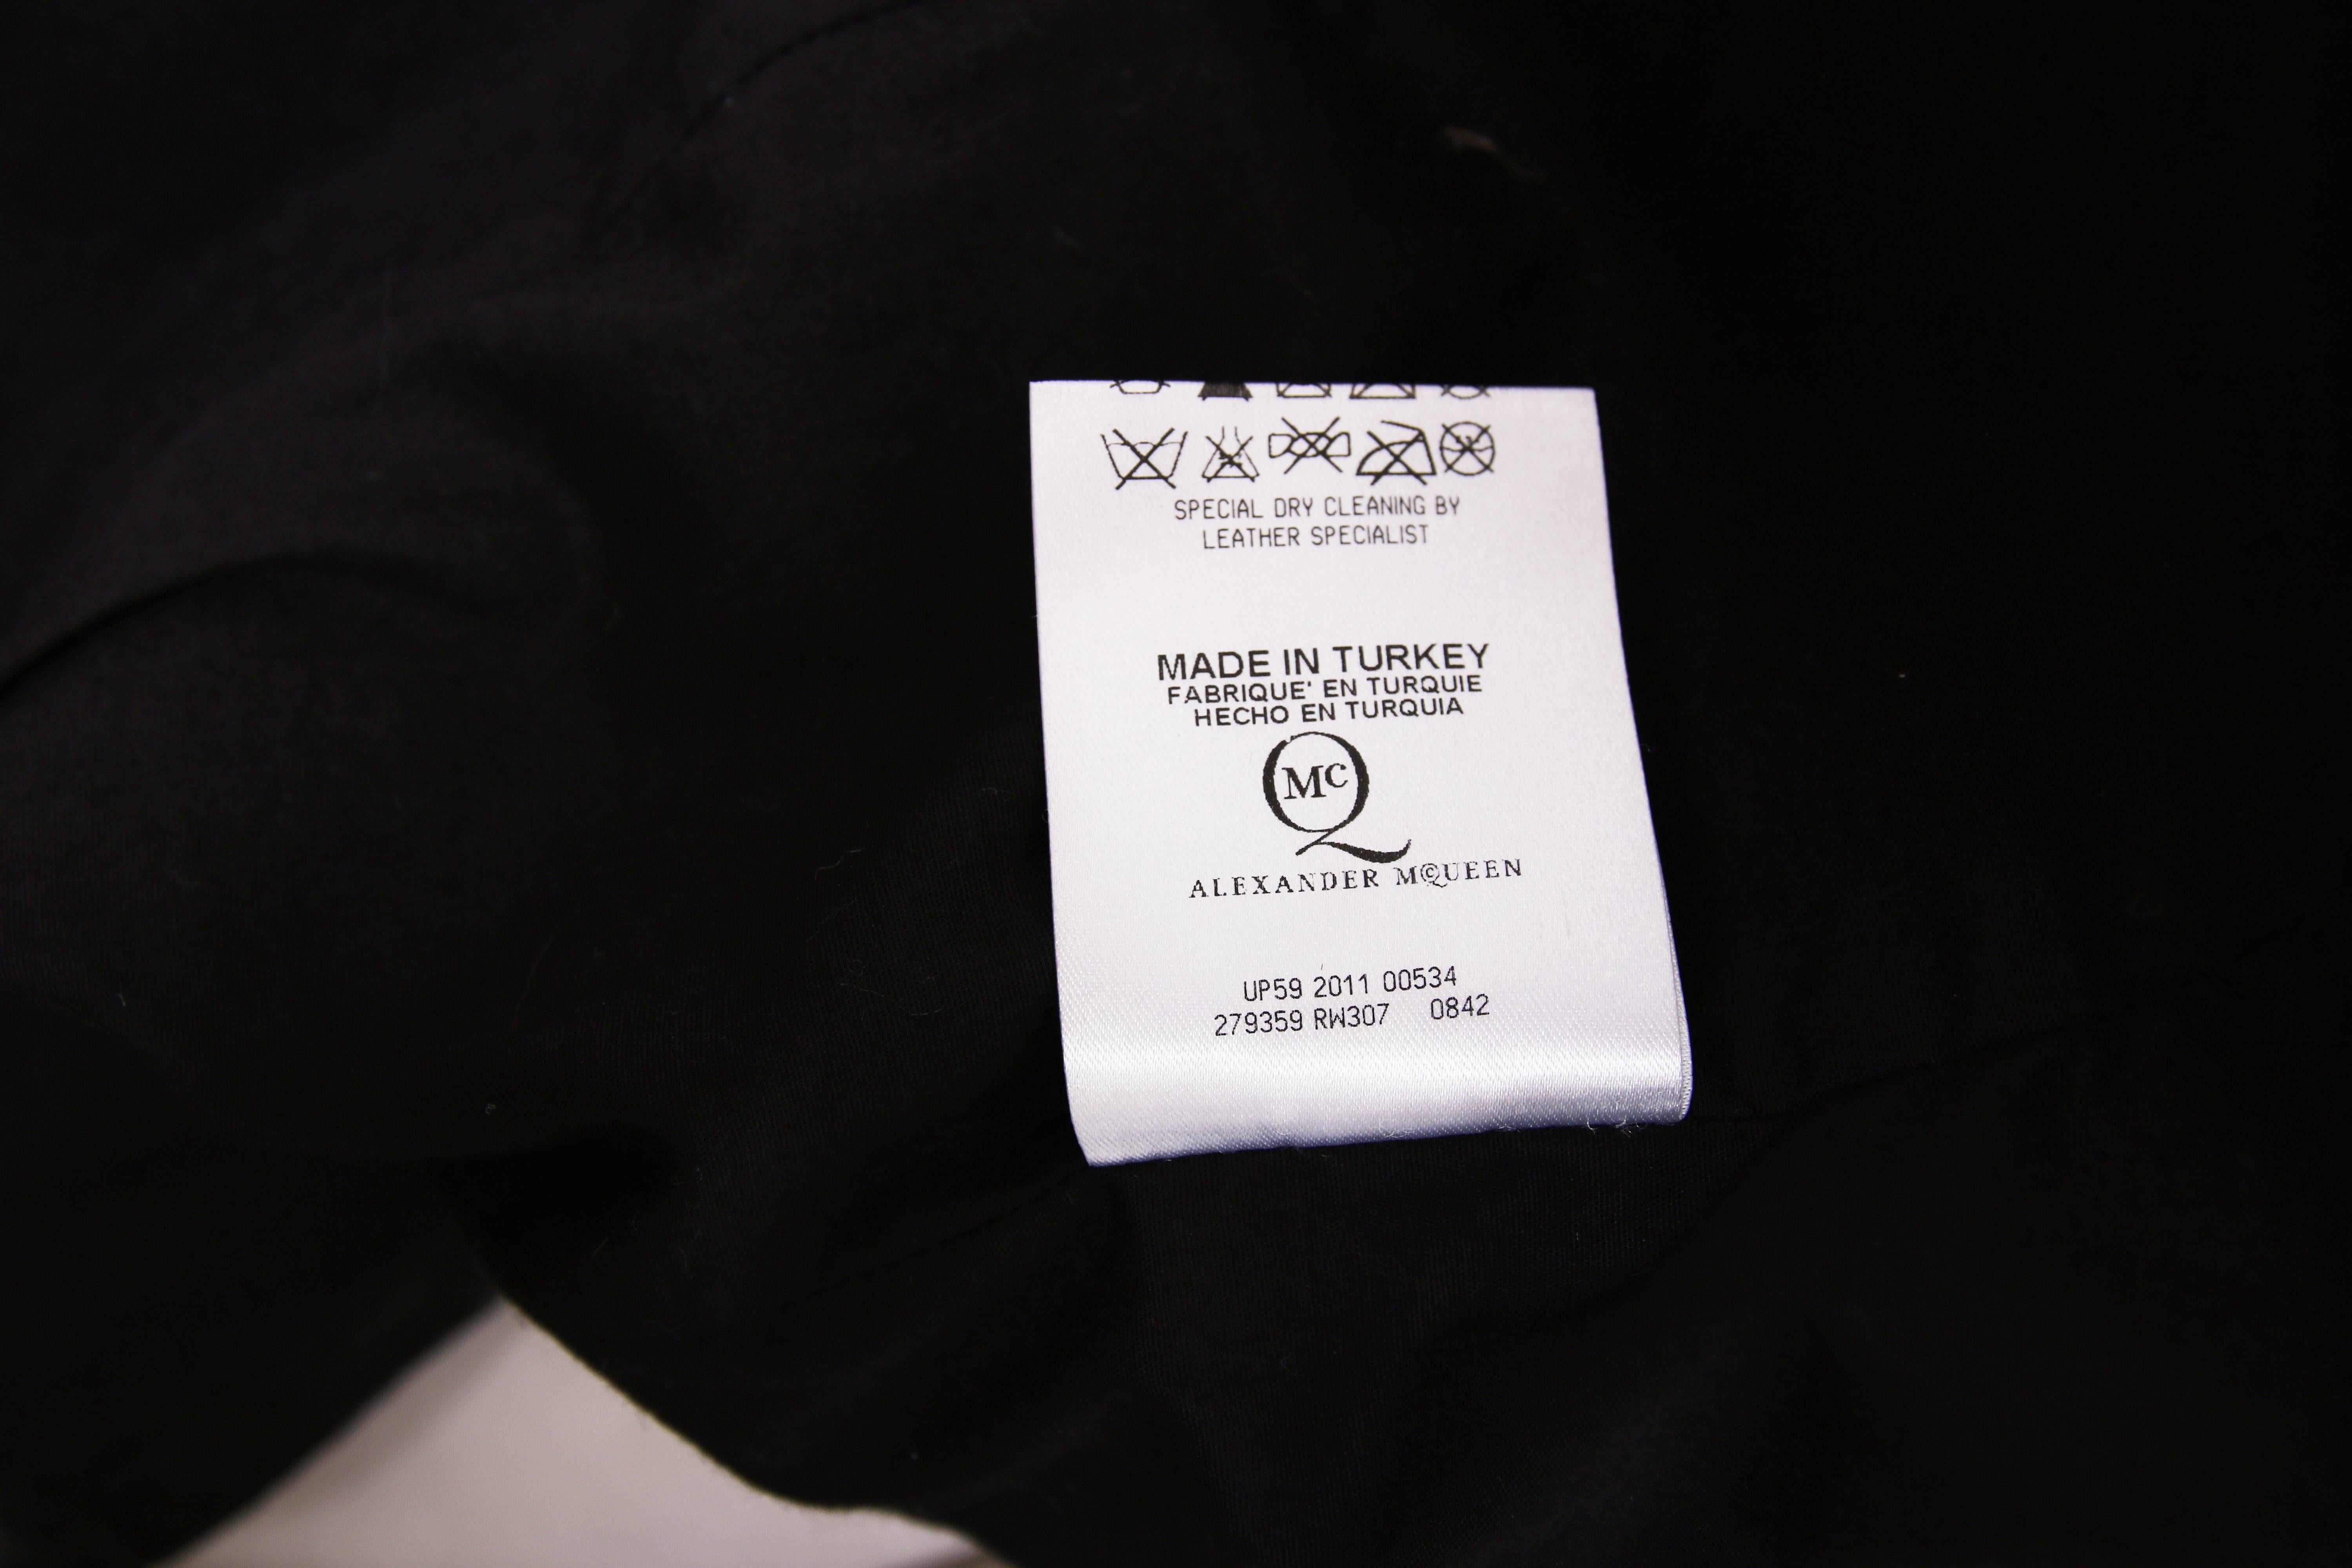 SPECIAL DRY CLEANING BY
LEATHER SPECIALIST
MADE IN TURKEY
FABRIQUE' EN TURQUIE
HECHO EN TURQUIA
McQ
ALEXANDER MCQUEEN
UP59 2011 00534
279359 RW307 0842